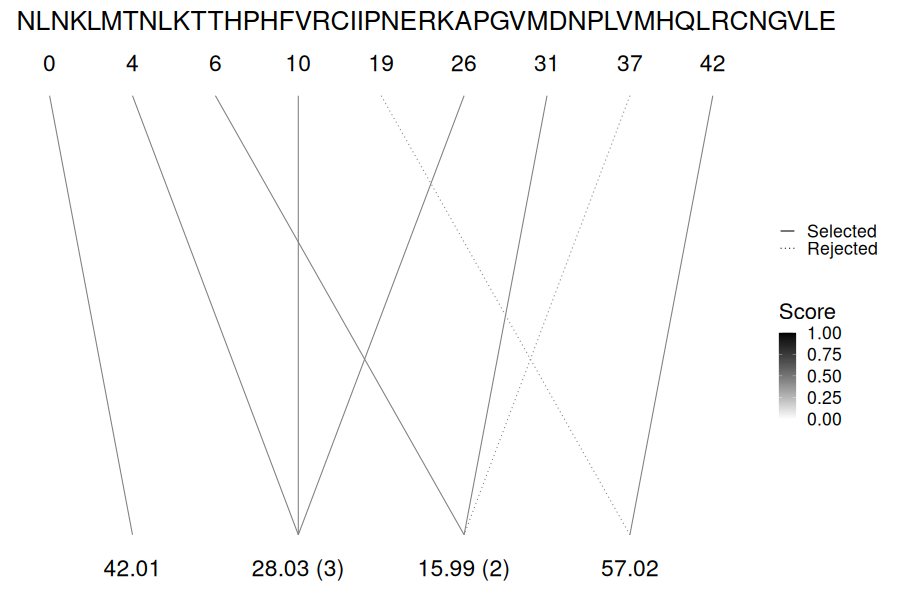 NLNKLMTNLKTTHPHFVRCIIPNERKAPGVMDNPLVMHQLRCNGVLE
0 4 6 10 19 26 31 37 42
Selected
Rejected
Score
1.00
0.75
0.50
0.25
0.00
42.01 28.03 (3) 15.99 (2) 57.02